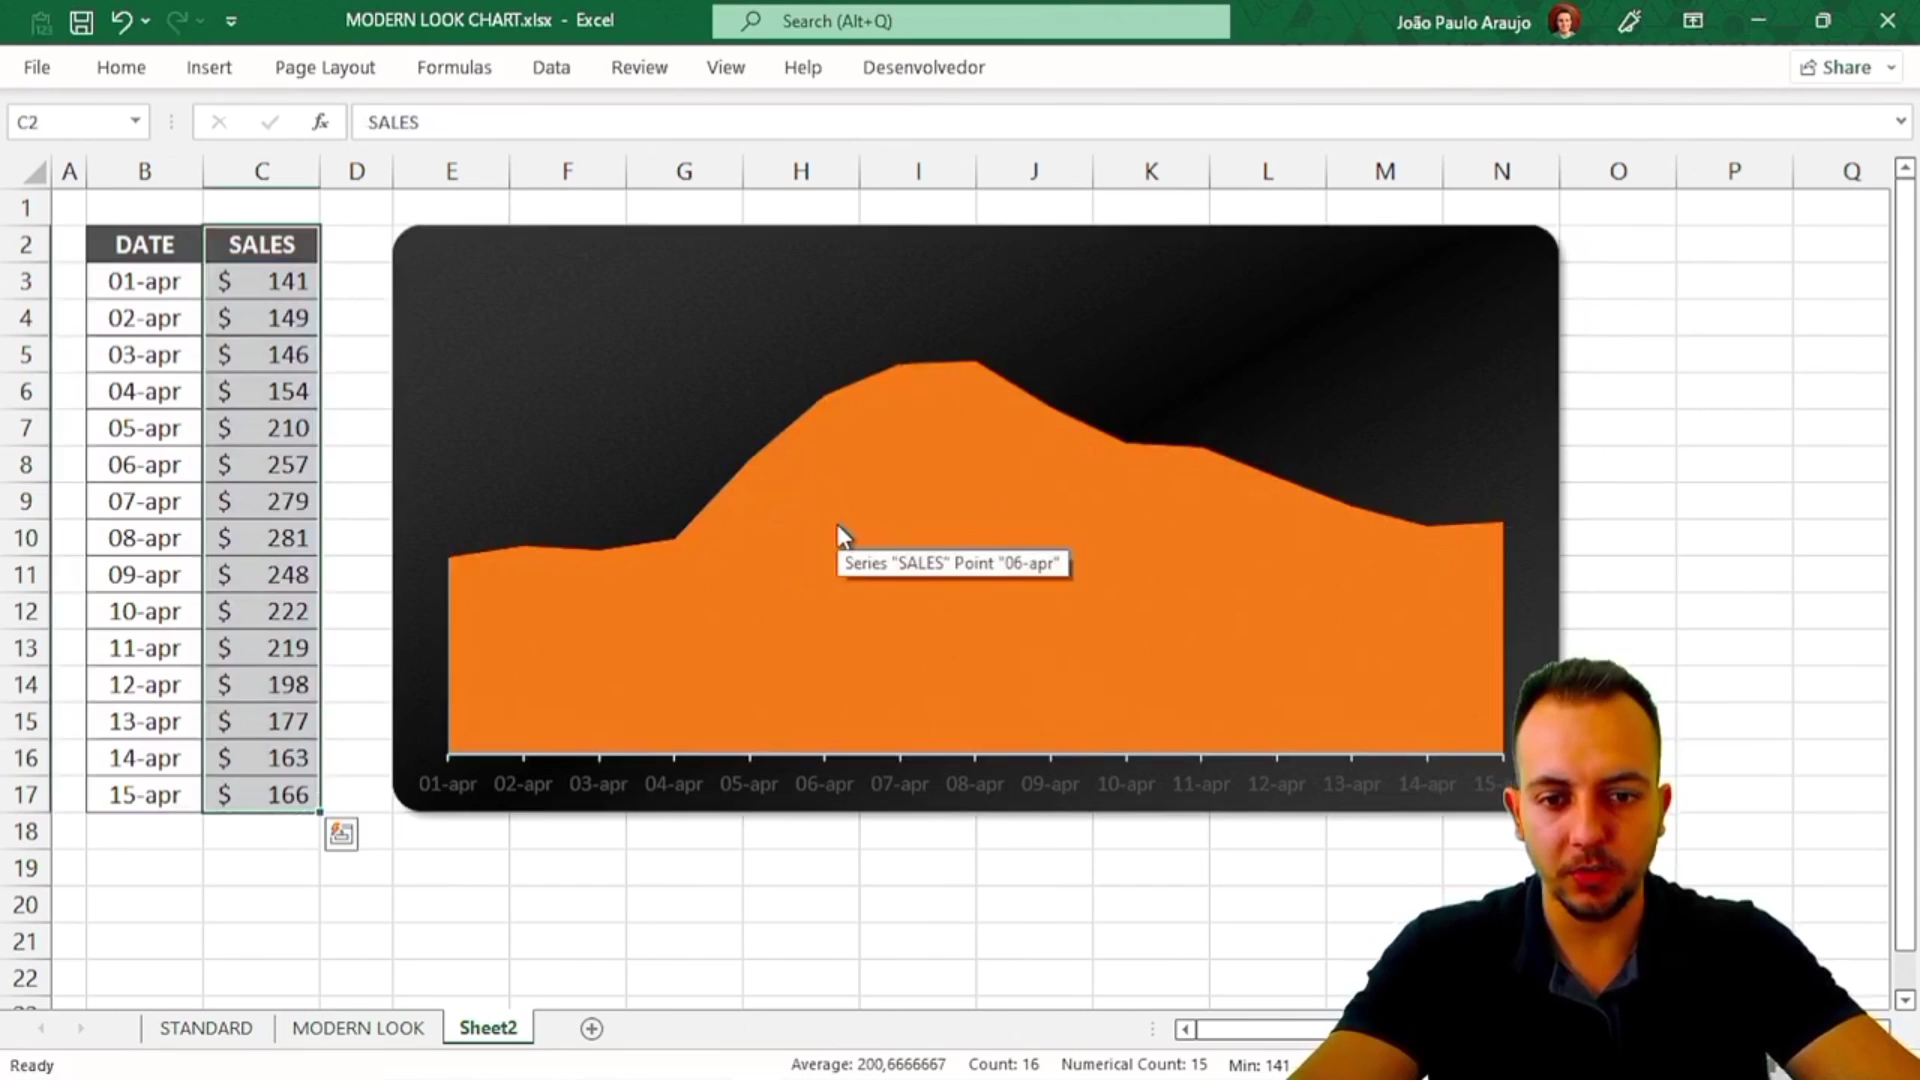 MODERN LOOK CHART.xlsx - Excel
Search (Alt+Q)
João Paulo Araujo
File Home Insert Page Layout Formulas Data Review View Help Desenvolvedor
Share
C2
fx
SALES
A B C D E F G H I J K L M N O P Q
1
2 DATE SALES
3 01-apr $ 141
4 02-apr $ 149
5 03-apr $ 146
6 04-apr $ 154
7 05-apr $ 210
8 06-apr $ 257
9 07-apr $ 279
10 08-apr $ 281
11 09-apr $ 248
12 10-apr $ 222
13 11-apr $ 219
14 12-apr $ 198
15 13-apr $ 177
16 14-apr $ 163
17 15-apr $ 166
18
19
20
21
22
Series "SALES" Point "06-apr"
01-apr 02-apr 03-apr 04-apr 05-apr 06-apr 07-apr 08-apr 09-apr 10-apr 11-apr 12-apr 13-apr 14-apr 15-
STANDARD MODERN LOOK Sheet2
Ready
Average: 200,6666667 Count: 16 Numerical Count: 15 Min: 141